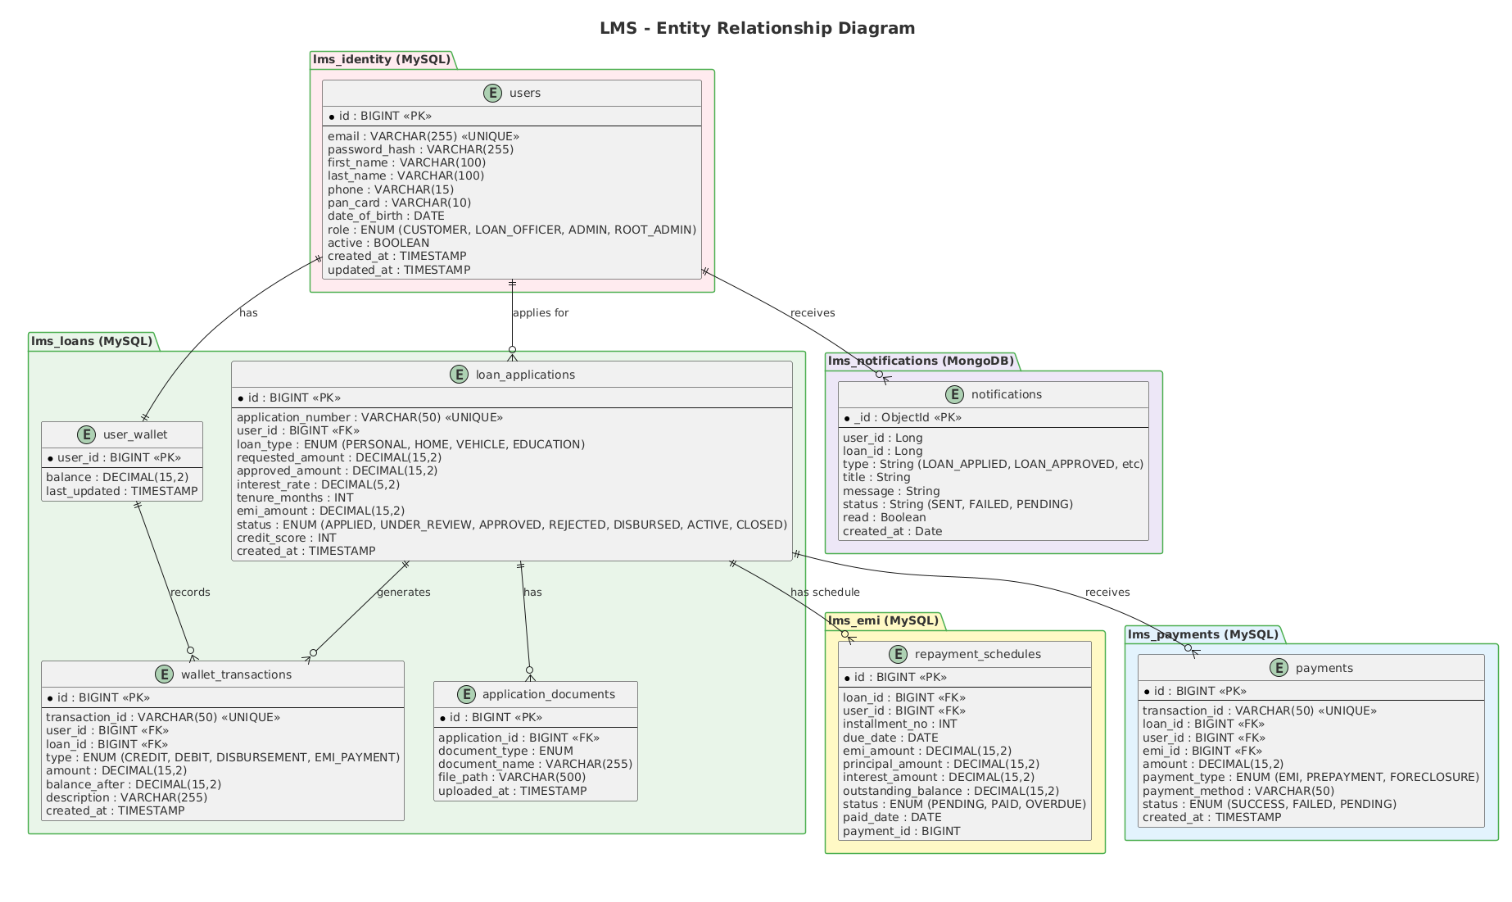 LMS - Entity Relationship Diagram
lms_identity (MySQL)
E users
id : BIGINT «PK»
email : VARCHAR(255) «UNIQUE»
password_hash : VARCHAR(255)
first_name : VARCHAR(100)
last_name : VARCHAR(100)
phone : VARCHAR(15)
pan_card : VARCHAR(10)
date_of_birth : DATE
role : ENUM (CUSTOMER, LOAN_OFFICER, ADMIN, ROOT_ADMIN)
active : BOOLEAN
created_at : TIMESTAMP
updated_at : TIMESTAMP
has
applies for
receives
lms_loans (MySQL)
E loan_applications
id : BIGINT «PK»
application_number : VARCHAR(50) «UNIQUE»
user_id : BIGINT «FK»
loan_type : ENUM (PERSONAL, HOME, VEHICLE, EDUCATION)
requested_amount : DECIMAL(15,2)
approved_amount : DECIMAL(15,2)
interest_rate : DECIMAL(5,2)
tenure_months : INT
emi_amount : DECIMAL(15,2)
status : ENUM (APPLIED, UNDER_REVIEW, APPROVED, REJECTED, DISBURSED, ACTIVE, CLOSED)
credit_score : INT
created_at : TIMESTAMP
E user_wallet
user_id : BIGINT «PK»
balance : DECIMAL(15,2)
last_updated : TIMESTAMP
lms_notifications (MongoDB)
E notifications
_id : ObjectId «PK»
user_id : Long
loan_id : Long
type : String (LOAN_APPLIED, LOAN_APPROVED, etc)
title : String
message : String
status : String (SENT, FAILED, PENDING)
read : Boolean
created_at : Date
records
generates
has
has schedule
receives
E wallet_transactions
id : BIGINT «PK»
transaction_id : VARCHAR(50) «UNIQUE»
user_id : BIGINT «FK»
loan_id : BIGINT «FK»
type : ENUM (CREDIT, DEBIT, DISBURSEMENT, EMI_PAYMENT)
amount : DECIMAL(15,2)
balance_after : DECIMAL(15,2)
description : VARCHAR(255)
created_at : TIMESTAMP
E application_documents
id : BIGINT «PK»
application_id : BIGINT «FK»
document_type : ENUM
document_name : VARCHAR(255)
file_path : VARCHAR(500)
uploaded_at : TIMESTAMP
lms_emi (MySQL)
E repayment_schedules
id : BIGINT «PK»
loan_id : BIGINT «FK»
user_id : BIGINT «FK»
installment_no : INT
due_date : DATE
emi_amount : DECIMAL(15,2)
principal_amount : DECIMAL(15,2)
interest_amount : DECIMAL(15,2)
outstanding_balance : DECIMAL(15,2)
status : ENUM (PENDING, PAID, OVERDUE)
paid_date : DATE
payment_id : BIGINT
lms_payments (MySQL)
E payments
id : BIGINT «PK»
transaction_id : VARCHAR(50) «UNIQUE»
loan_id : BIGINT «FK»
user_id : BIGINT «FK»
emi_id : BIGINT «FK»
amount : DECIMAL(15,2)
payment_type : ENUM (EMI, PREPAYMENT, FORECLOSURE)
payment_method : VARCHAR(50)
status : ENUM (SUCCESS, FAILED, PENDING)
created_at : TIMESTAMP